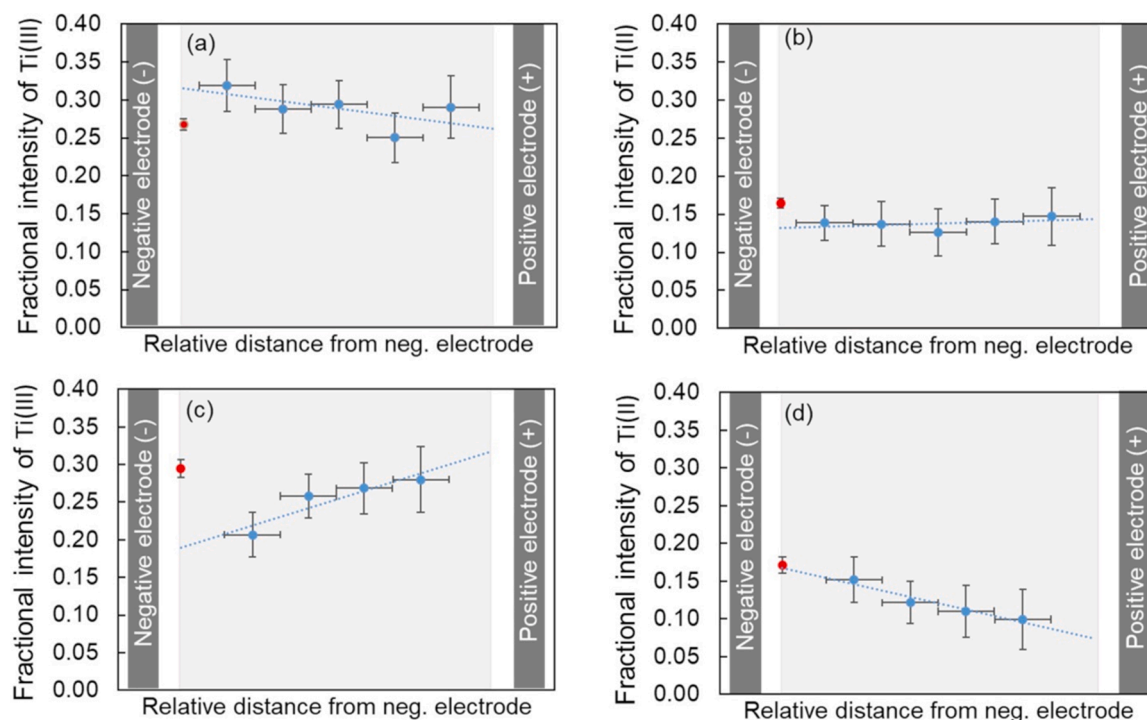 Fractional intensity of Ti(III)
0.40
0.35
0.30
0.25
0.20
0.15
0.10
0.05
0.00
Negative electrode (-)
(a)
Positive electrode (+)
Relative distance from neg. electrode
Fractional intensity of Ti(II)
0.40
0.35
0.30
0.25
0.20
0.15
0.10
0.05
0.00
Negative electrode (-)
(b)
Positive electrode (+)
Relative distance from neg. electrode
Fractional intensity of Ti(III)
0.40
0.35
0.30
0.25
0.20
0.15
0.10
0.05
0.00
Negative electrode (-)
(c)
Positive electrode (+)
Relative distance from neg. electrode
Fractional intensity of Ti(II)
0.40
0.35
0.30
0.25
0.20
0.15
0.10
0.05
0.00
Negative electrode (-)
(d)
Positive electrode (+)
Relative distance from neg. electrode